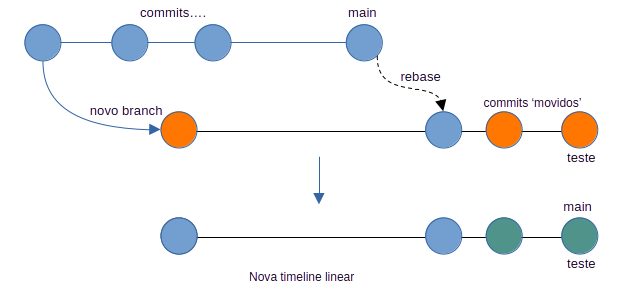 commits....
main
rebase
novo branch
commits ‘movidos’
teste
main
teste
Nova timeline linear